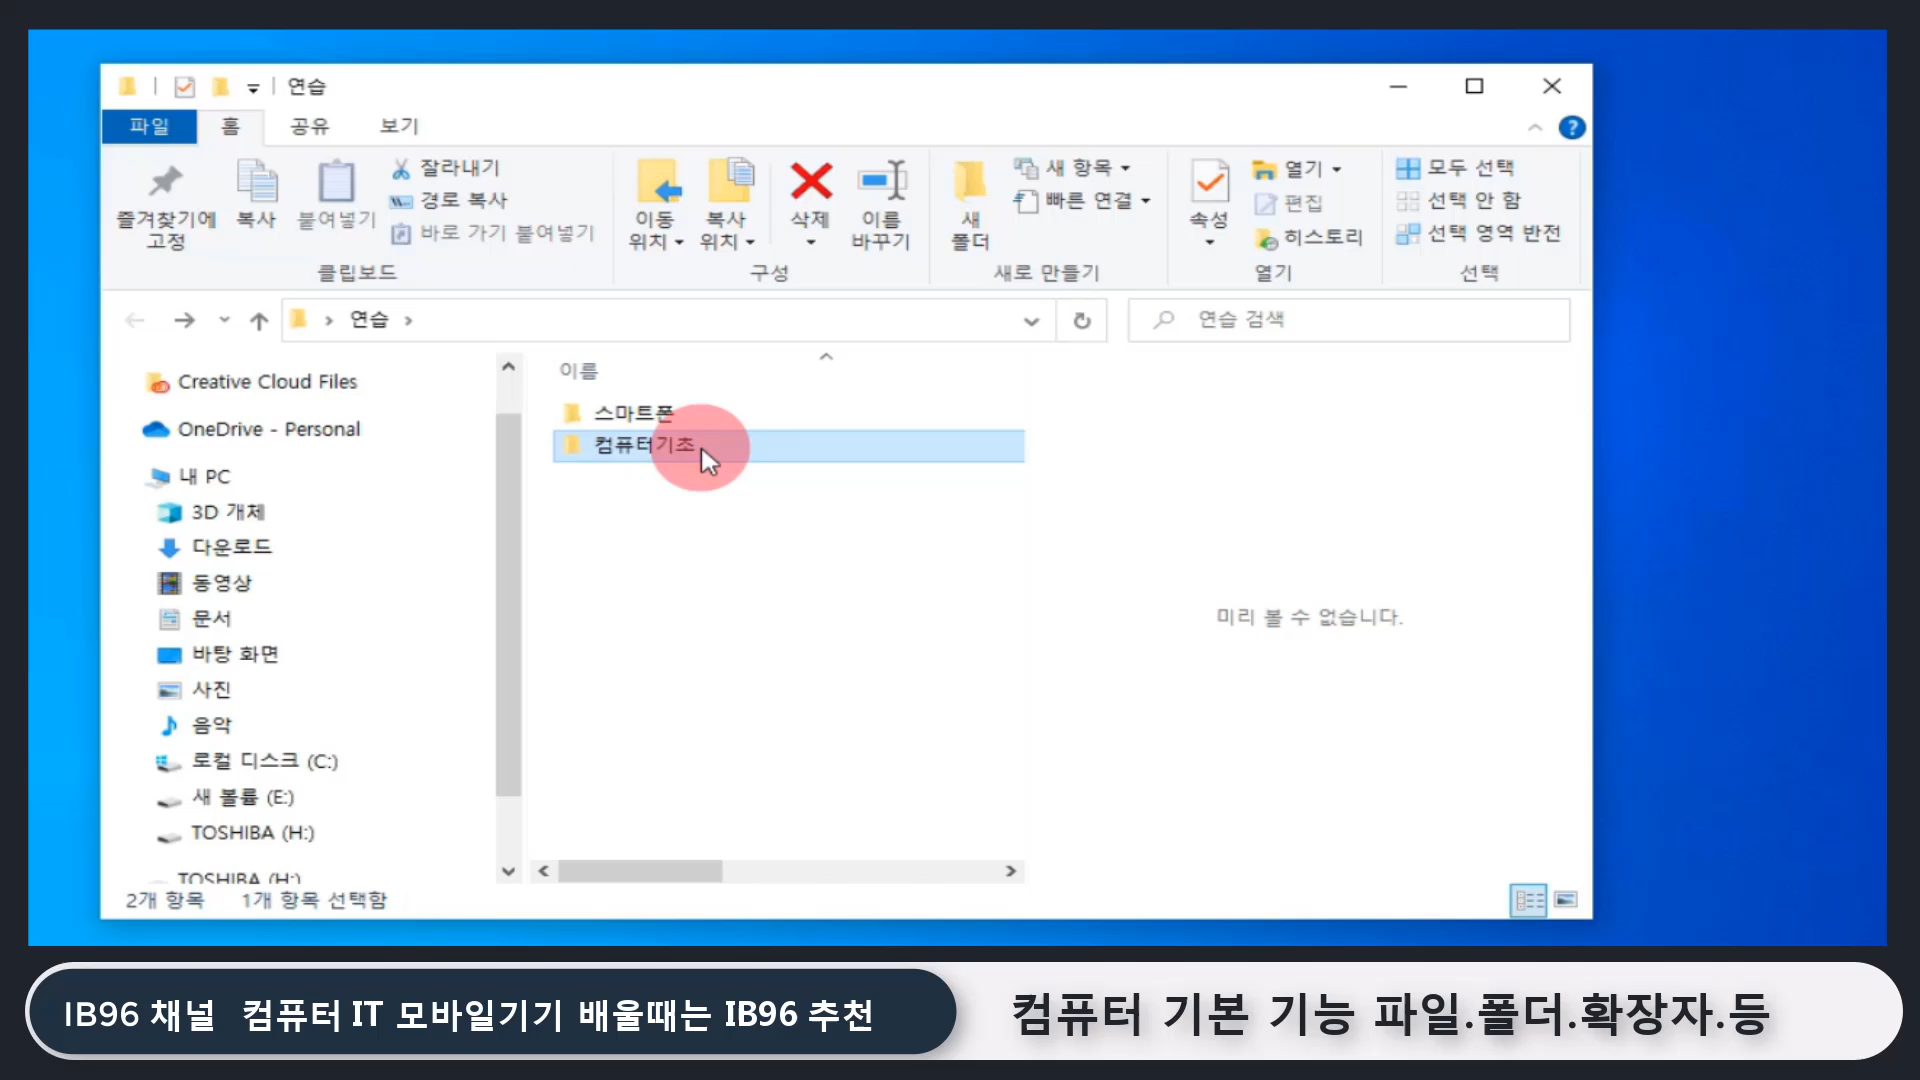 연습
파일 홈 공유 보기
즐겨찾기에 고정
복사
붙여넣기
잘라내기
경로 복사
바로 가기 붙여넣기
클립보드
이동 위치
복사 위치
삭제
이름 바꾸기
구성
새 폴더
새 항목
빠른 연결
새로 만들기
속성
열기
편집
히스토리
열기
모두 선택
선택 안 함
선택 영역 반전
선택
연습
연습 검색
Creative Cloud Files
OneDrive - Personal
내 PC
3D 개체
다운로드
동영상
문서
바탕 화면
사진
음악
로컬 디스크 (C:)
새 볼륨 (E:)
TOSHIBA (H:)
TOSHIBA (H:)
이름
스마트폰
컴퓨터기초
미리 볼 수 없습니다.
2개 항목 1개 항목 선택함
IB96 채널 컴퓨터 IT 모바일기기 배울때는 IB96 추천
컴퓨터 기본 기능 파일.폴더.확장자.등